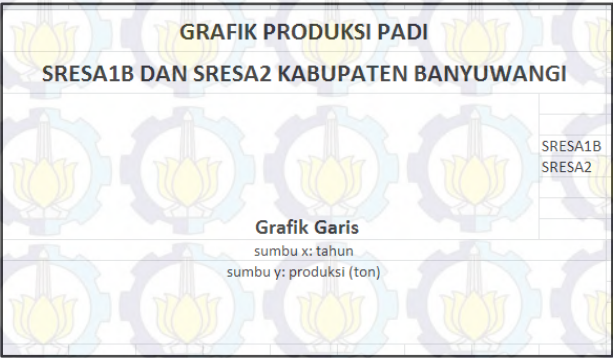 GRAFIK PRODUKSI PADI
SRESA1B DAN SRESA2 KABUPATEN BANYUWANGI
SRESA1B
SRESA2
Grafik Garis
sumbu x: tahun
sumbu y: produksi (ton)